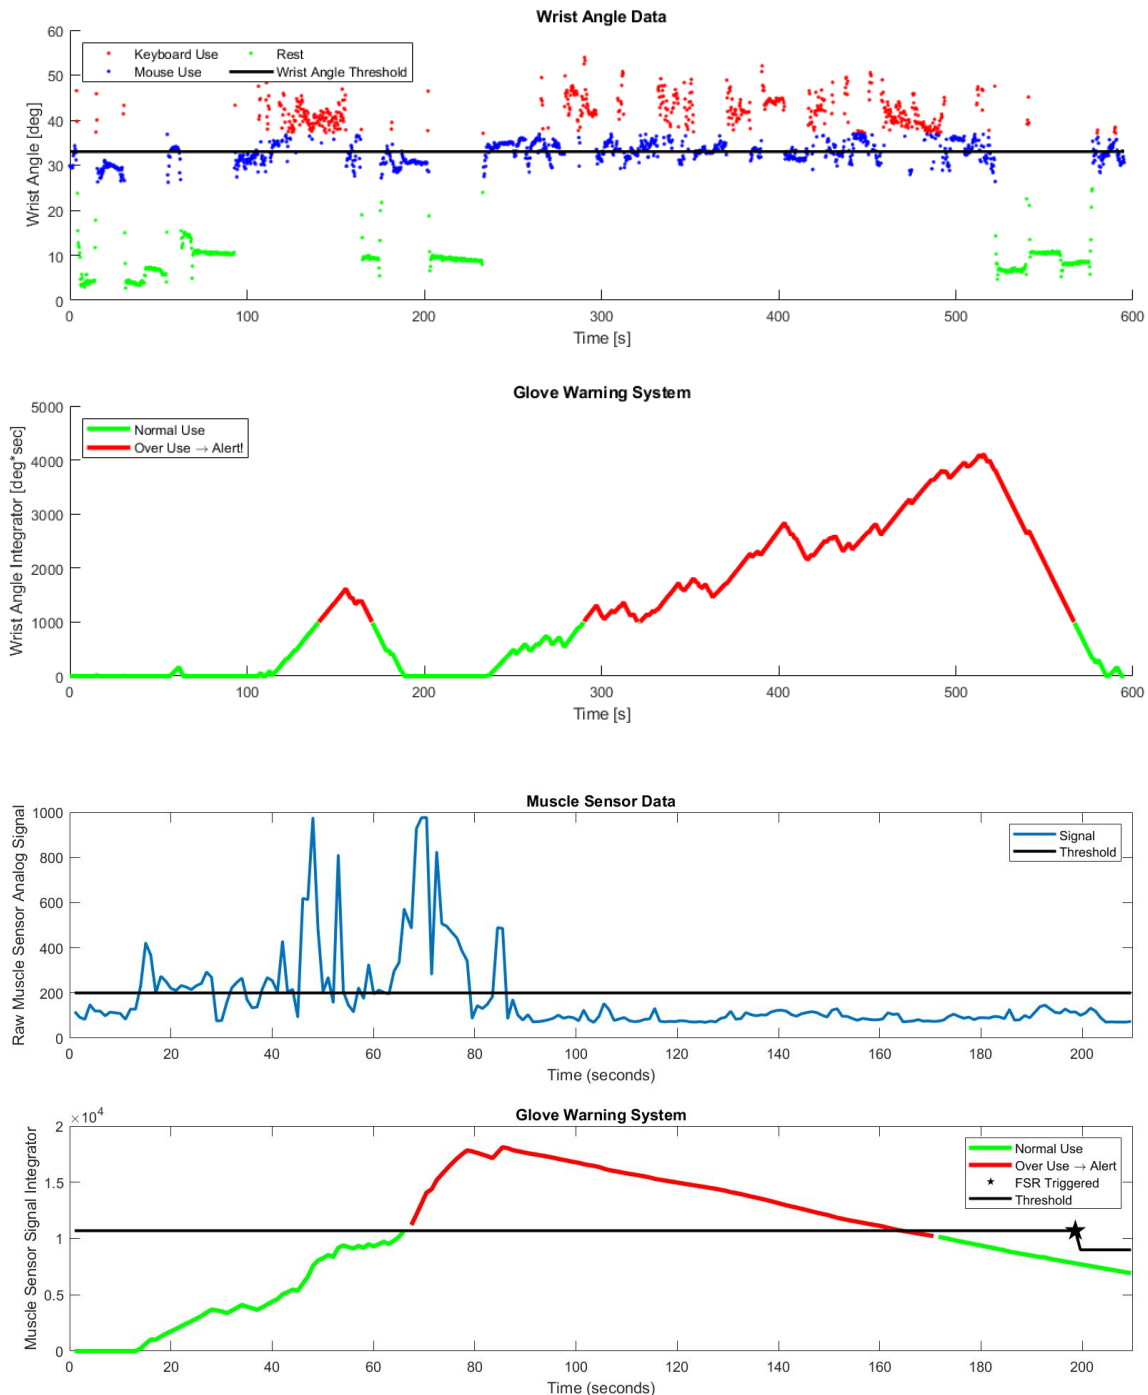 Wrist Angle Data
Wrist Angle [deg]
60
50
40
30
20
10
0
Keyboard Use
Rest
Mouse Use
Wrist Angle Threshold
0 100 200 300 400 500 600
Time [s]
Glove Warning System
Wrist Angle Integrator [deg*sec]
5000
4000
3000
2000
1000
0
Normal Use
Over Use → Alert!
0 100 200 300 400 500 600
Time [s]
Muscle Sensor Data
Raw Muscle Sensor Analog Signal
1000
800
600
400
200
0
Signal
Threshold
0 20 40 60 80 100 120 140 160 180 200
Time (seconds)
Glove Warning System
×10⁴
Muscle Sensor Signal Integrator
2
1.5
1
0.5
0
Normal Use
Over Use → Alert
FSR Triggered
Threshold
0 20 40 60 80 100 120 140 160 180 200
Time (seconds)